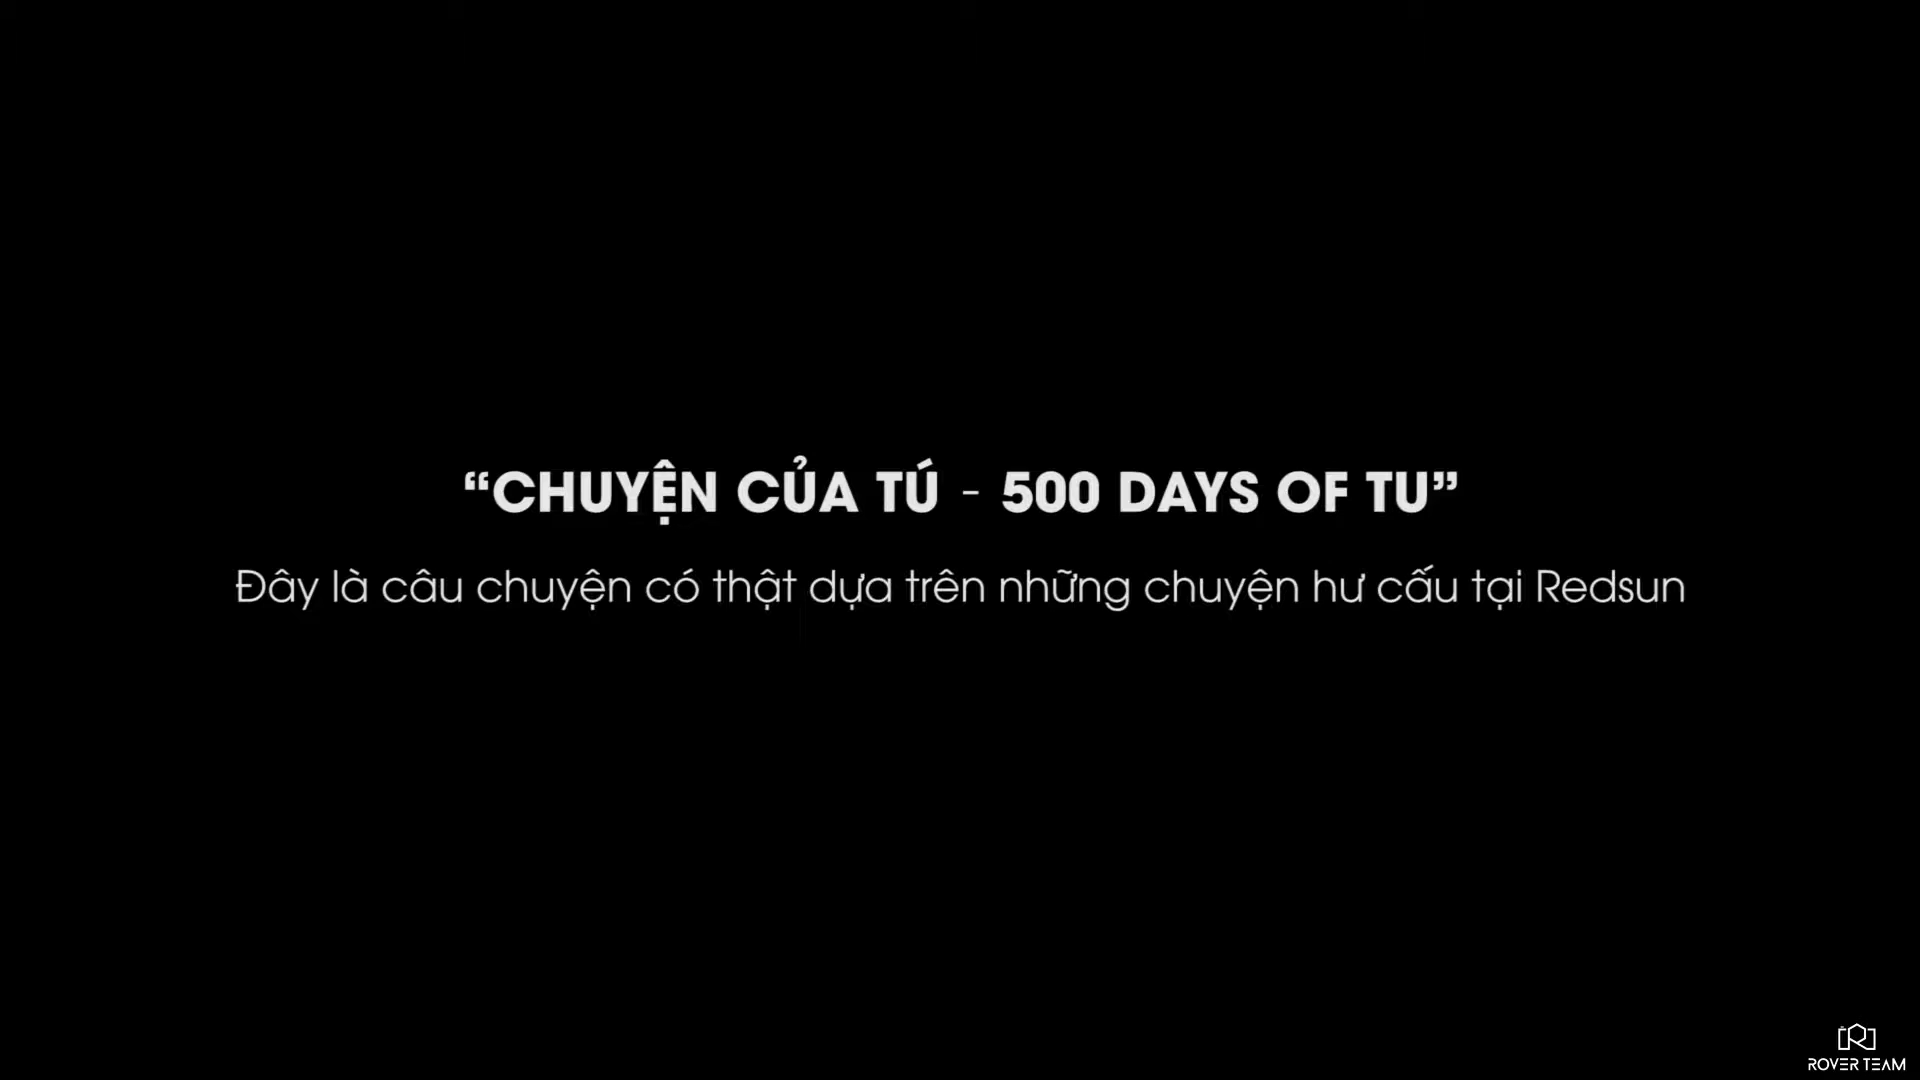 “CHUYỆN CỦA TÚ - 500 DAYS OF TU”
Đây là câu chuyện có thật dựa trên những chuyện hư cấu tại Redsun
ROVER TEAM